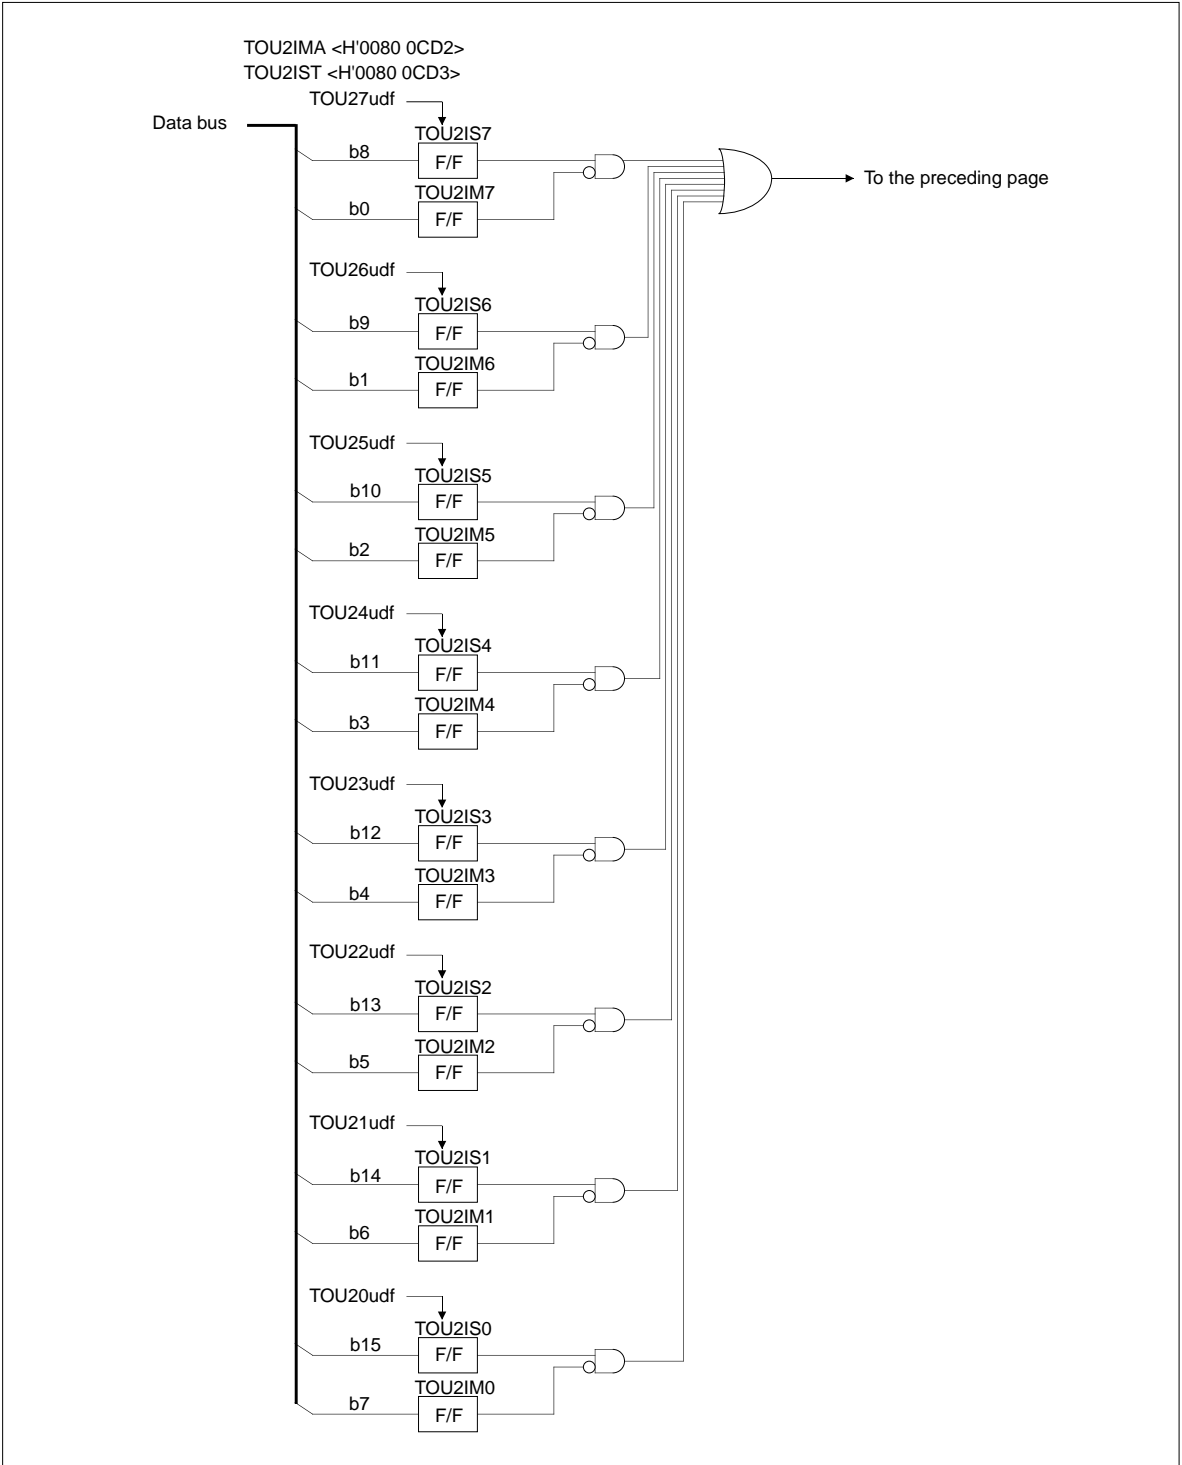 TOU2IMA <H'0080 0CD2>
TOU2IST <H'0080 0CD3>
TOU27udf
Data bus
TOU2IS7
b8
F/F
To the preceding page
TOU2IM7
b0
F/F
TOU26udf
TOU2IS6
b9
F/F
TOU2IM6
b1
F/F
TOU25udf
TOU2IS5
b10
F/F
TOU2IM5
b2
F/F
TOU24udf
TOU2IS4
b11
F/F
TOU2IM4
b3
F/F
TOU23udf
TOU2IS3
b12
F/F
TOU2IM3
b4
F/F
TOU22udf
TOU2IS2
b13
F/F
TOU2IM2
b5
F/F
TOU21udf
TOU2IS1
b14
F/F
TOU2IM1
b6
F/F
TOU20udf
TOU2IS0
b15
F/F
TOU2IM0
b7
F/F